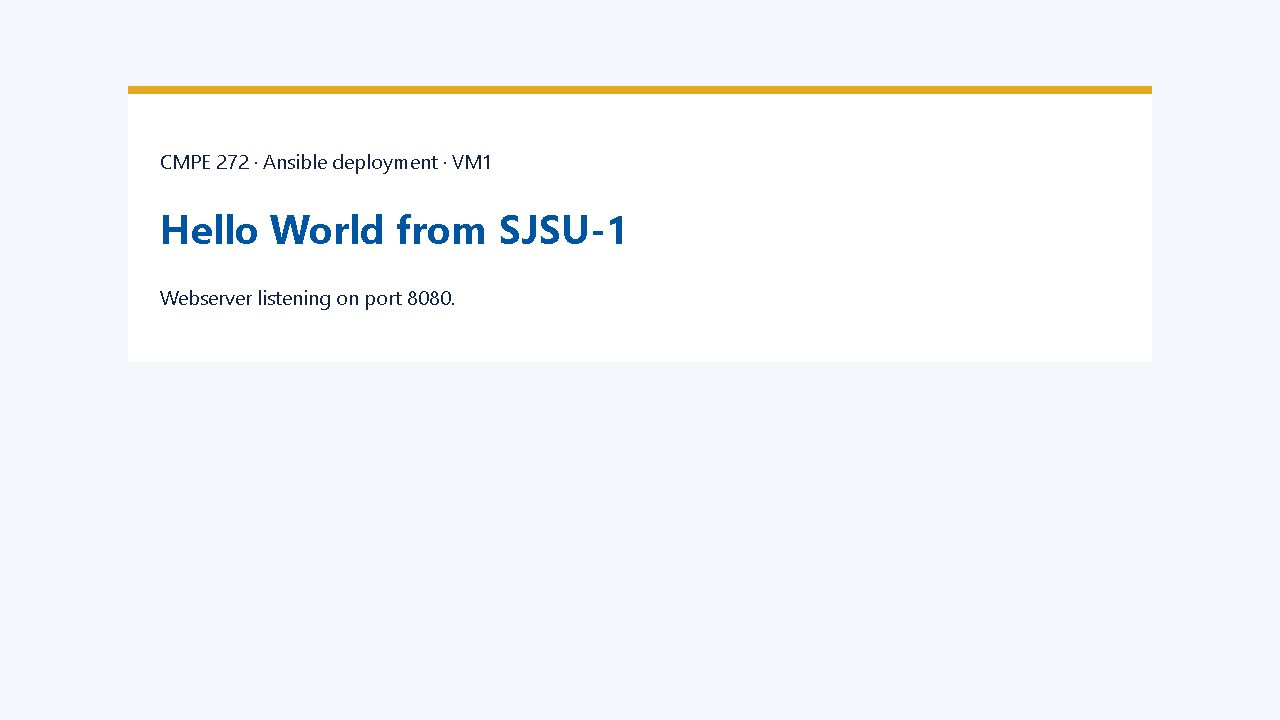 CMPE 272 · Ansible deployment · VM1
Hello World from SJSU-1
Webserver listening on port 8080.